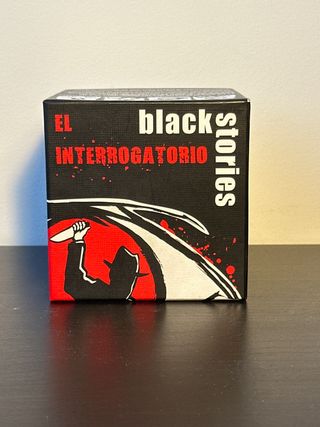 EL
INTERROGATORIO
black
stories